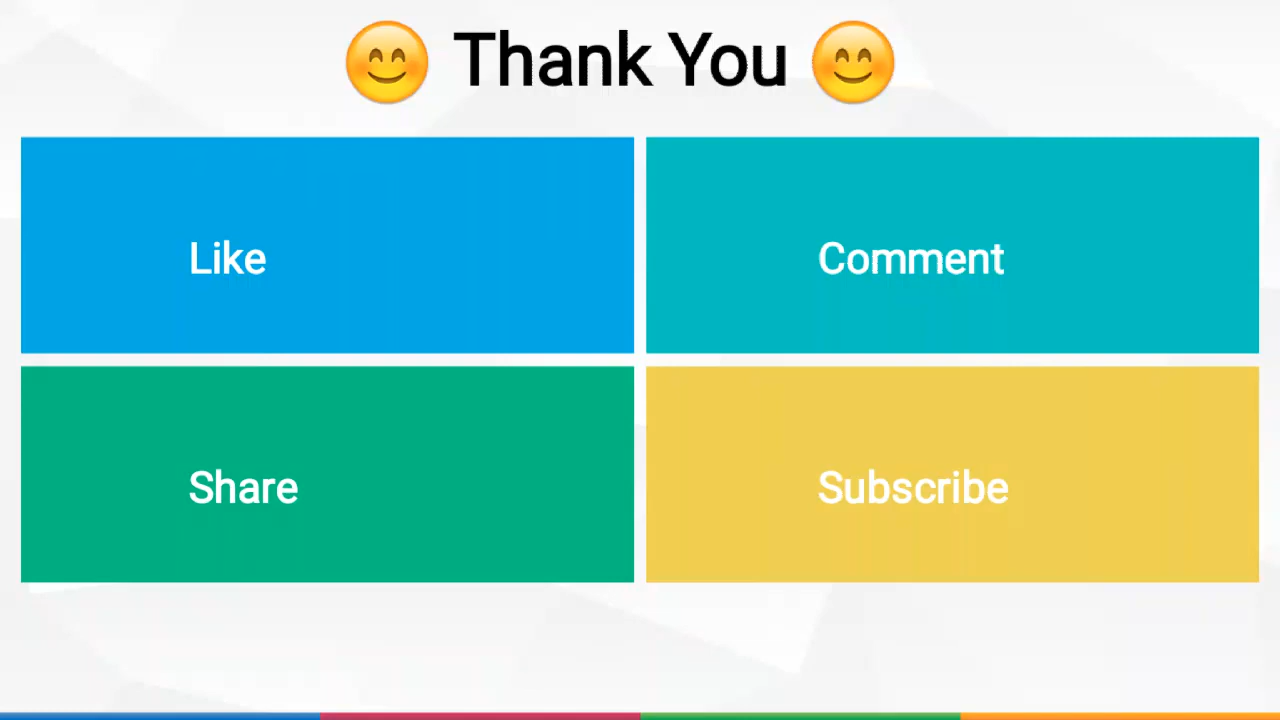 😊 Thank You 😊
Like
Comment
Share
Subscribe